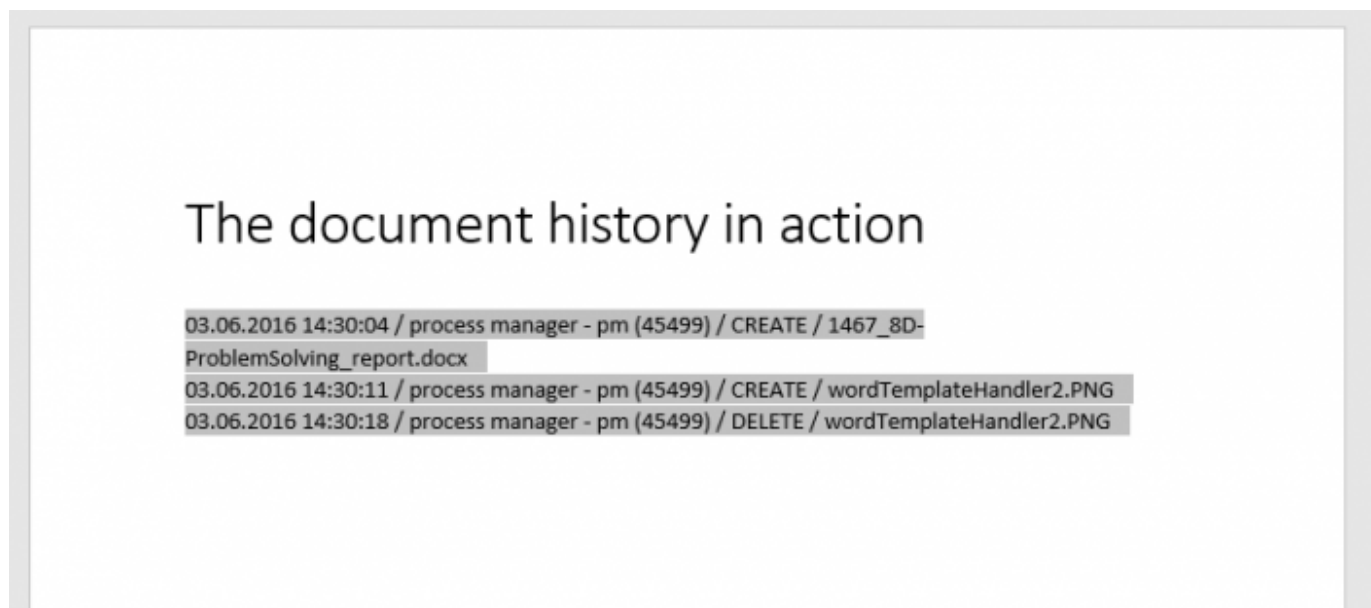 The document history in action
03.06.2016 14:30:04 / process manager - pm (45499) / CREATE / 1467_8D-
ProblemSolving_report.docx
03.06.2016 14:30:11 / process manager - pm (45499) / CREATE / wordTemplateHandler2.PNG
03.06.2016 14:30:18 / process manager - pm (45499) / DELETE / wordTemplateHandler2.PNG